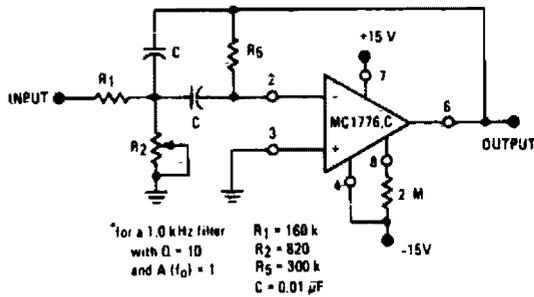 +15 V
C
R5
7
R1
2
INPUT
C
MC1776,C
6
3
OUTPUT
R2
8
4
2 M
-15V
*for a 1.0 kHz filter
with Q = 10
and A (fo) = 1
R1 = 160 k
R2 = 820
R5 = 300 k
C = 0.01 μF
-
+